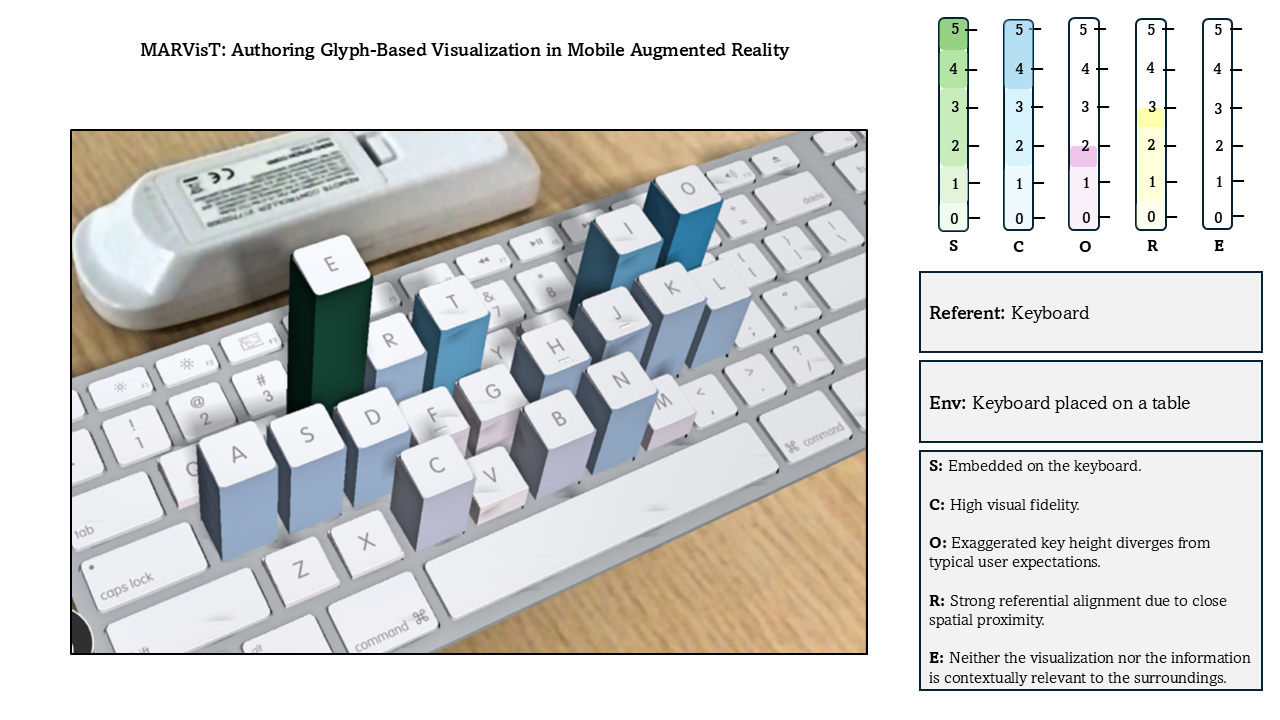 MARVisT: Authoring Glyph-Based Visualization in Mobile Augmented Reality
5 5 5 5 5
4 4 4 4 4
3 3 3 3 3
2 2 2 2 2
1 1 1 1 1
0 0 0 0 0
S C O R E
Referent: Keyboard
Env: Keyboard placed on a table
S: Embedded on the keyboard.
C: High visual fidelity.
O: Exaggerated key height diverges from
typical user expectations.
R: Strong referential alignment due to close
spatial proximity.
E: Neither the visualization nor the information
is contextually relevant to the surroundings.
REMOTE CONTROLLER
CE
delete
! 1 @ 2 # 3 & 7 * 8
E R T Y I O
tab
A S D F G H J K L
caps lock
Z X C V B N M < , > . ? /
command ⌘
⌘ command